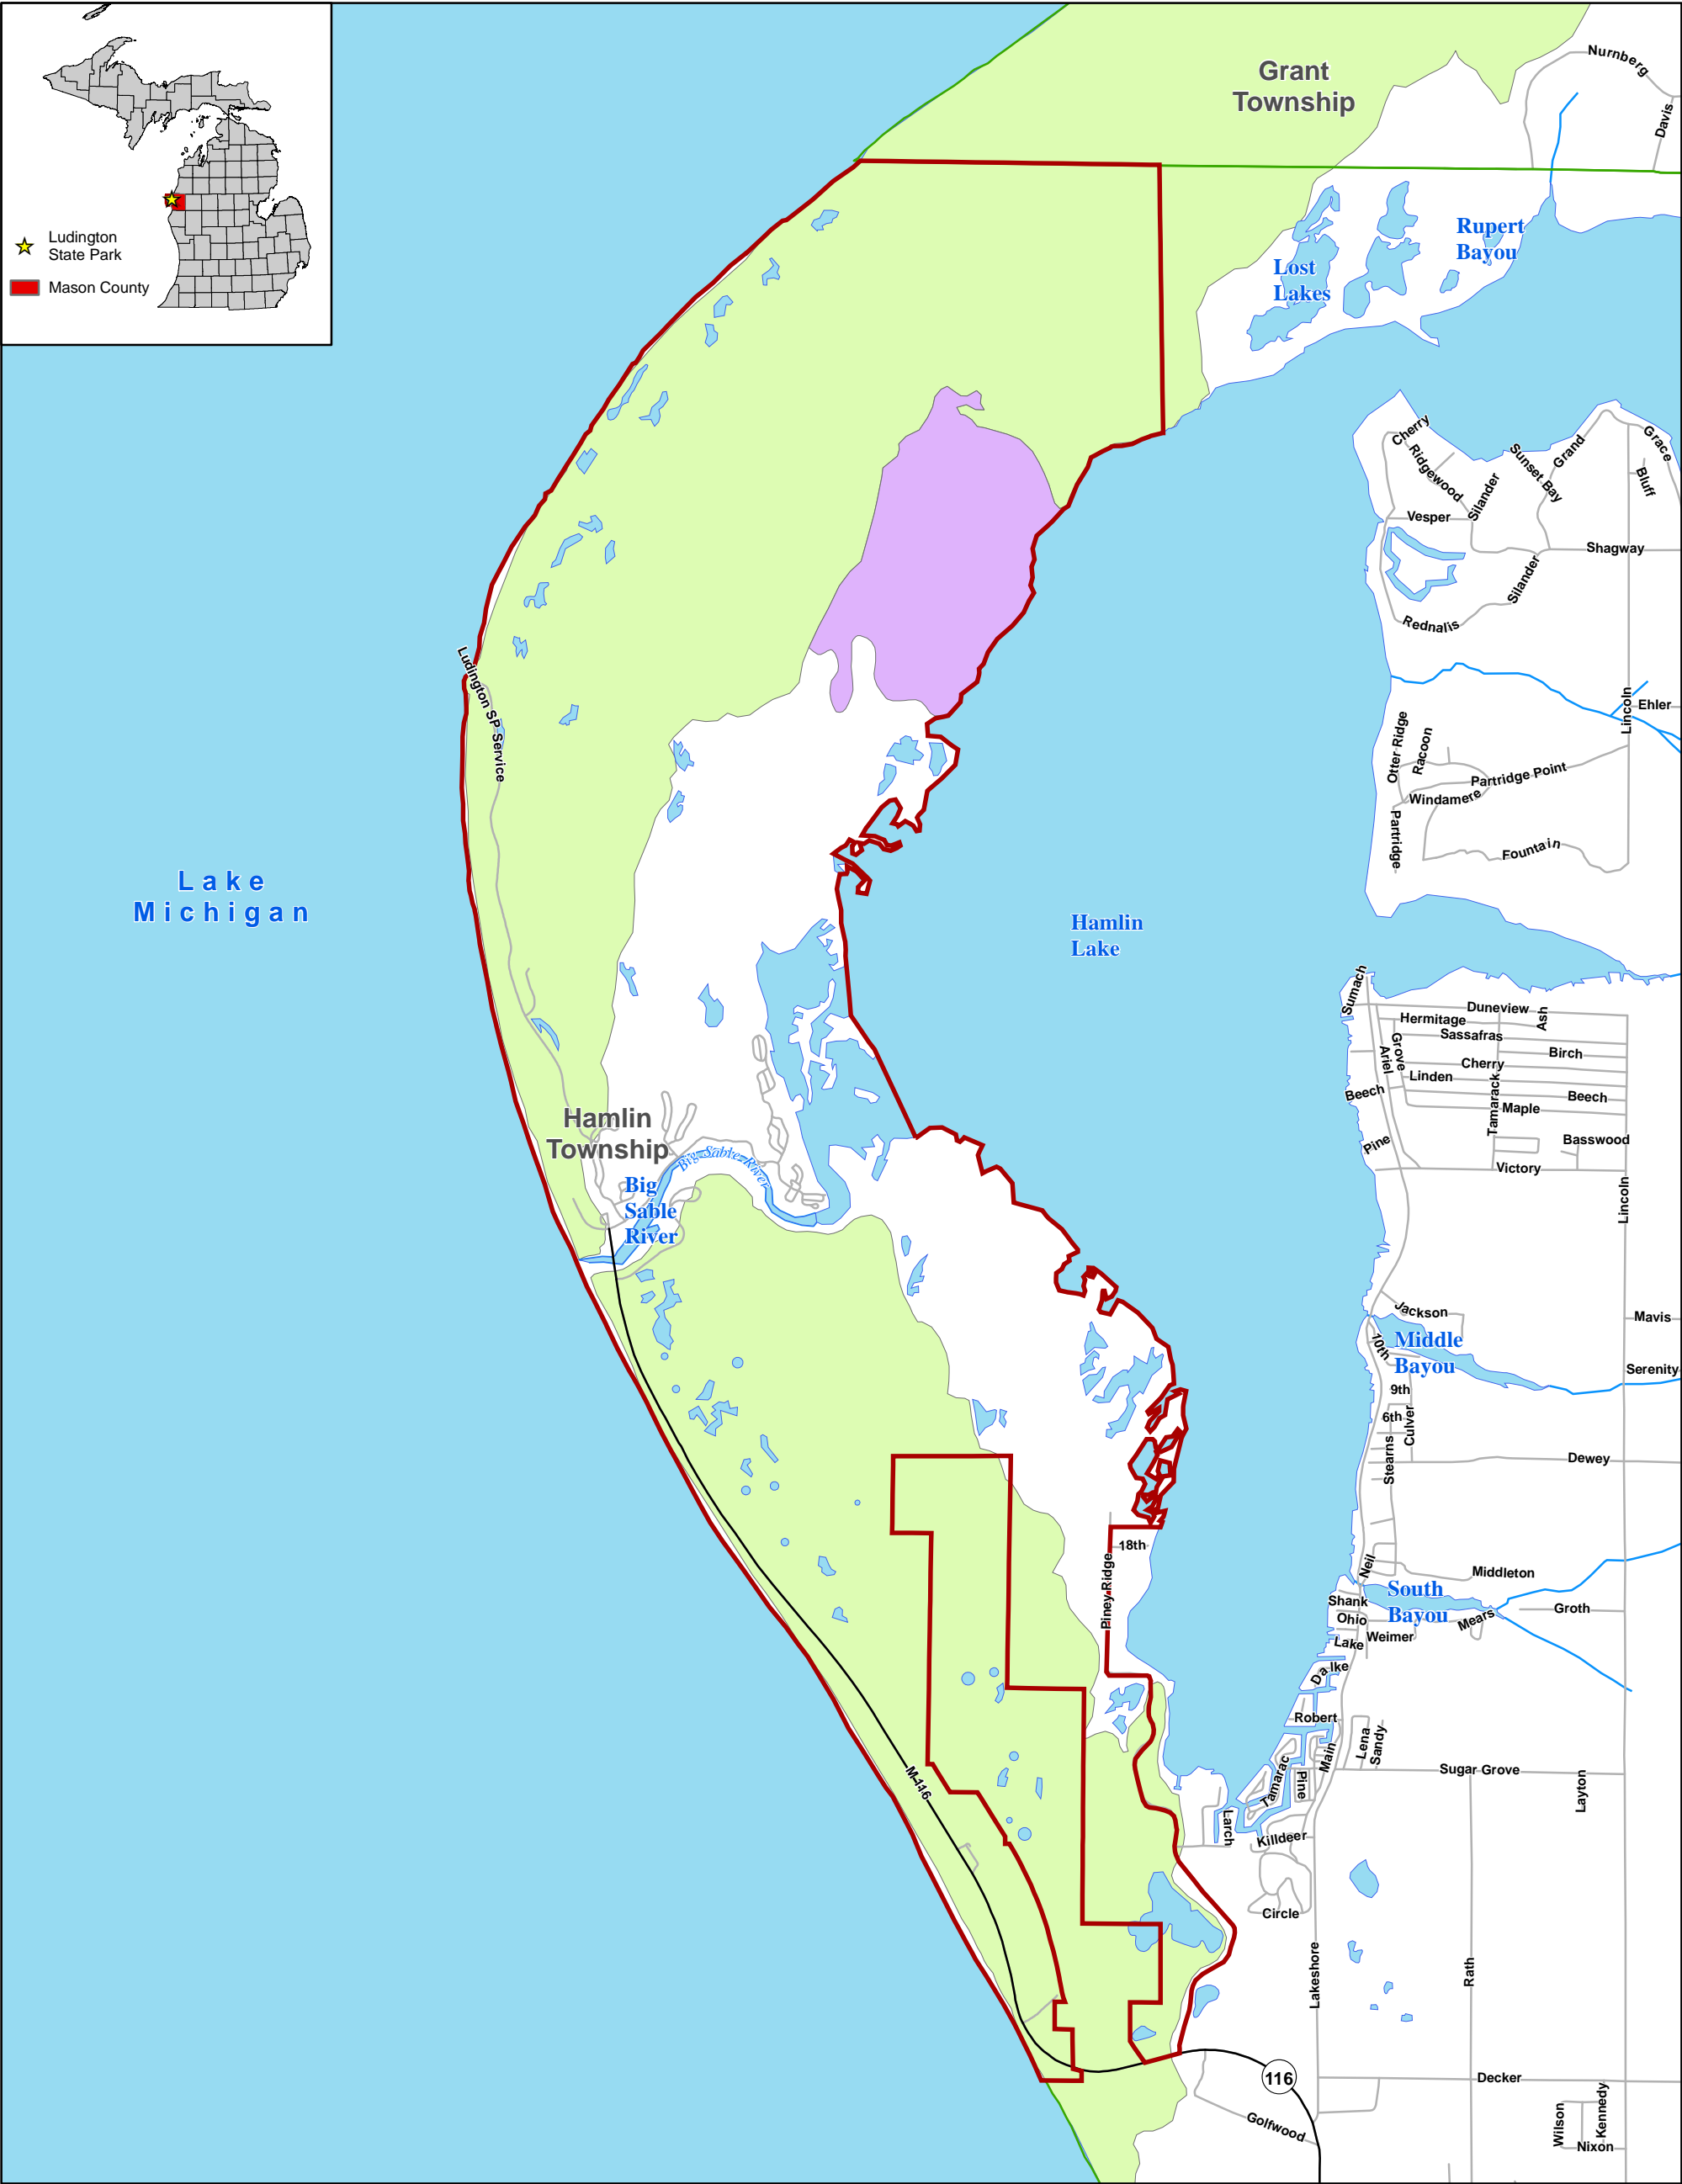 Ludington
State Park
Mason County
Grant
Township
Nurnberg
Davis
Rupert
Bayou
Lost
Lakes
Cherry
Ridgewood
Silander
Sunset Bay
Grand
Grace
Bluff
Vesper
Shagway
Silander
Rednalis
Ludington SP Service
Lincoln
Ehler
Otter Ridge
Racoon
Partridge Point
Windamere
Partridge
Fountain
Lake
Michigan
Hamlin
Lake
Sumach
Duneview
Ash
Hermitage
Sassafras
Grove
Ariel
Birch
Cherry
Linden
Tamarack
Beech
Beech
Maple
Pine
Basswood
Victory
Lincoln
Hamlin
Township
Big Sable River
Big
Sable
River
Jackson
Mavis
Middle
Bayou
10th
Serenity
9th
6th
Culver
Stearns
Dewey
18th
Piney Ridge
Neil
Middleton
South
Bayou
Shank
Ohio
Mears
Groth
Lake
Weimer
Dalke
Robert
Main
Lena
Sandy
M-116
Tamarac
Pine
Sugar Grove
Layton
Larch
Killdeer
Circle
Lakeshore
Rath
116
Decker
Golfwood
Wilson
Kennedy
Nixon